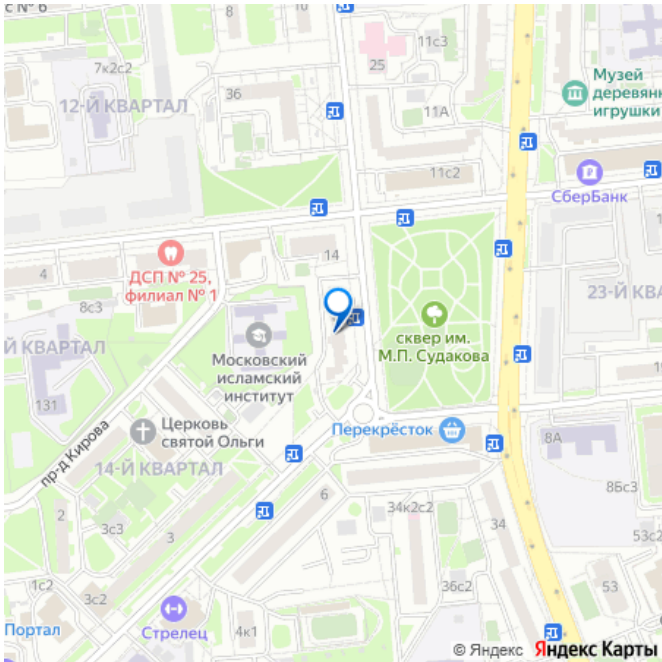 с № 6
8
11с3
25
7к2с2
36
12-Й КВАРТАЛ
11А
Музей
деревянн
игрушки
11с2
СберБанк
14
4
ДСП № 25,
филиал № 1
8с3
23-Й КВАРТАЛ
сквер им.
М.П. Судакова
Й КВАРТАЛ
Московский
исламский
институт
131
4
пр-д Кирова
Церковь
святой Ольги
Перекрёсток
8А
14-Й КВАРТАЛ
8Бс3
6
2
3с3
3
34к2с2
34
53с2
1с2
3с2
36с2
53
Портал
Стрелец
4к1
© Яндекс Яндекс Карты